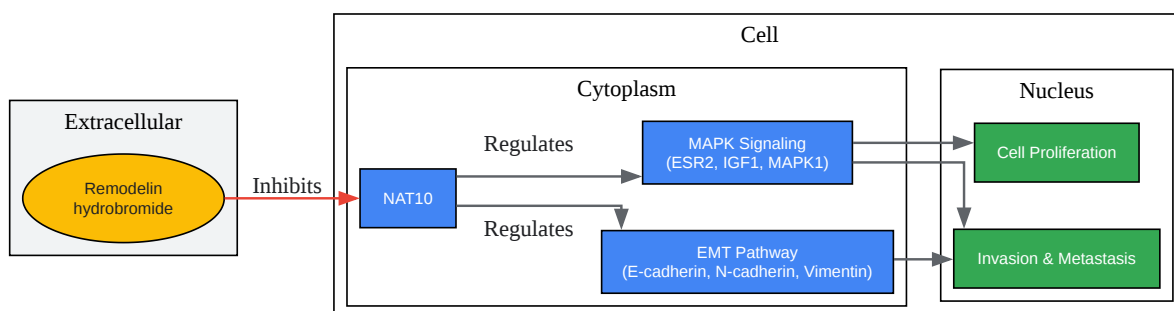 Cell
Cytoplasm
Nucleus
Extracellular
Regulates
MAPK Signaling
(ESR2, IGF1, MAPK1)
Cell Proliferation
Remodelin
hydrobromide
Inhibits
NAT10
Regulates
EMT Pathway
(E-cadherin, N-cadherin, Vimentin)
Invasion & Metastasis